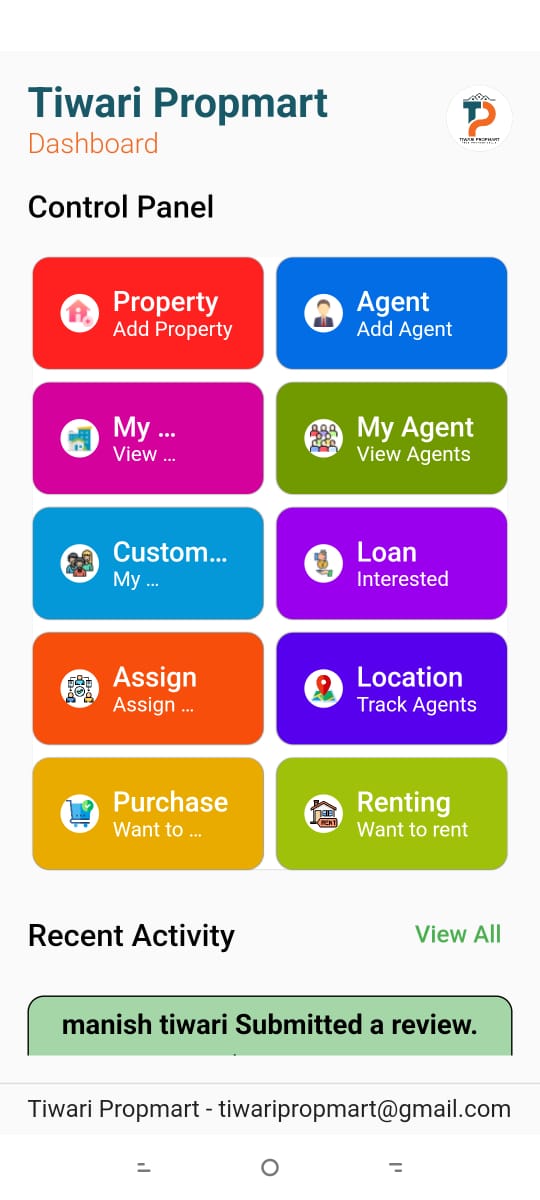 Tiwari Propmart
Dashboard
TIWARI PROPMART
Control Panel
Property
Add Property
Agent
Add Agent
My ...
View ...
My Agent
View Agents
Custom...
My ...
Loan
Interested
Assign
Assign ...
Location
Track Agents
Purchase
Want to ...
RENT
Renting
Want to rent
Recent Activity
View All
manish tiwari Submitted a review.
Tiwari Propmart - tiwaripropmart@gmail.com